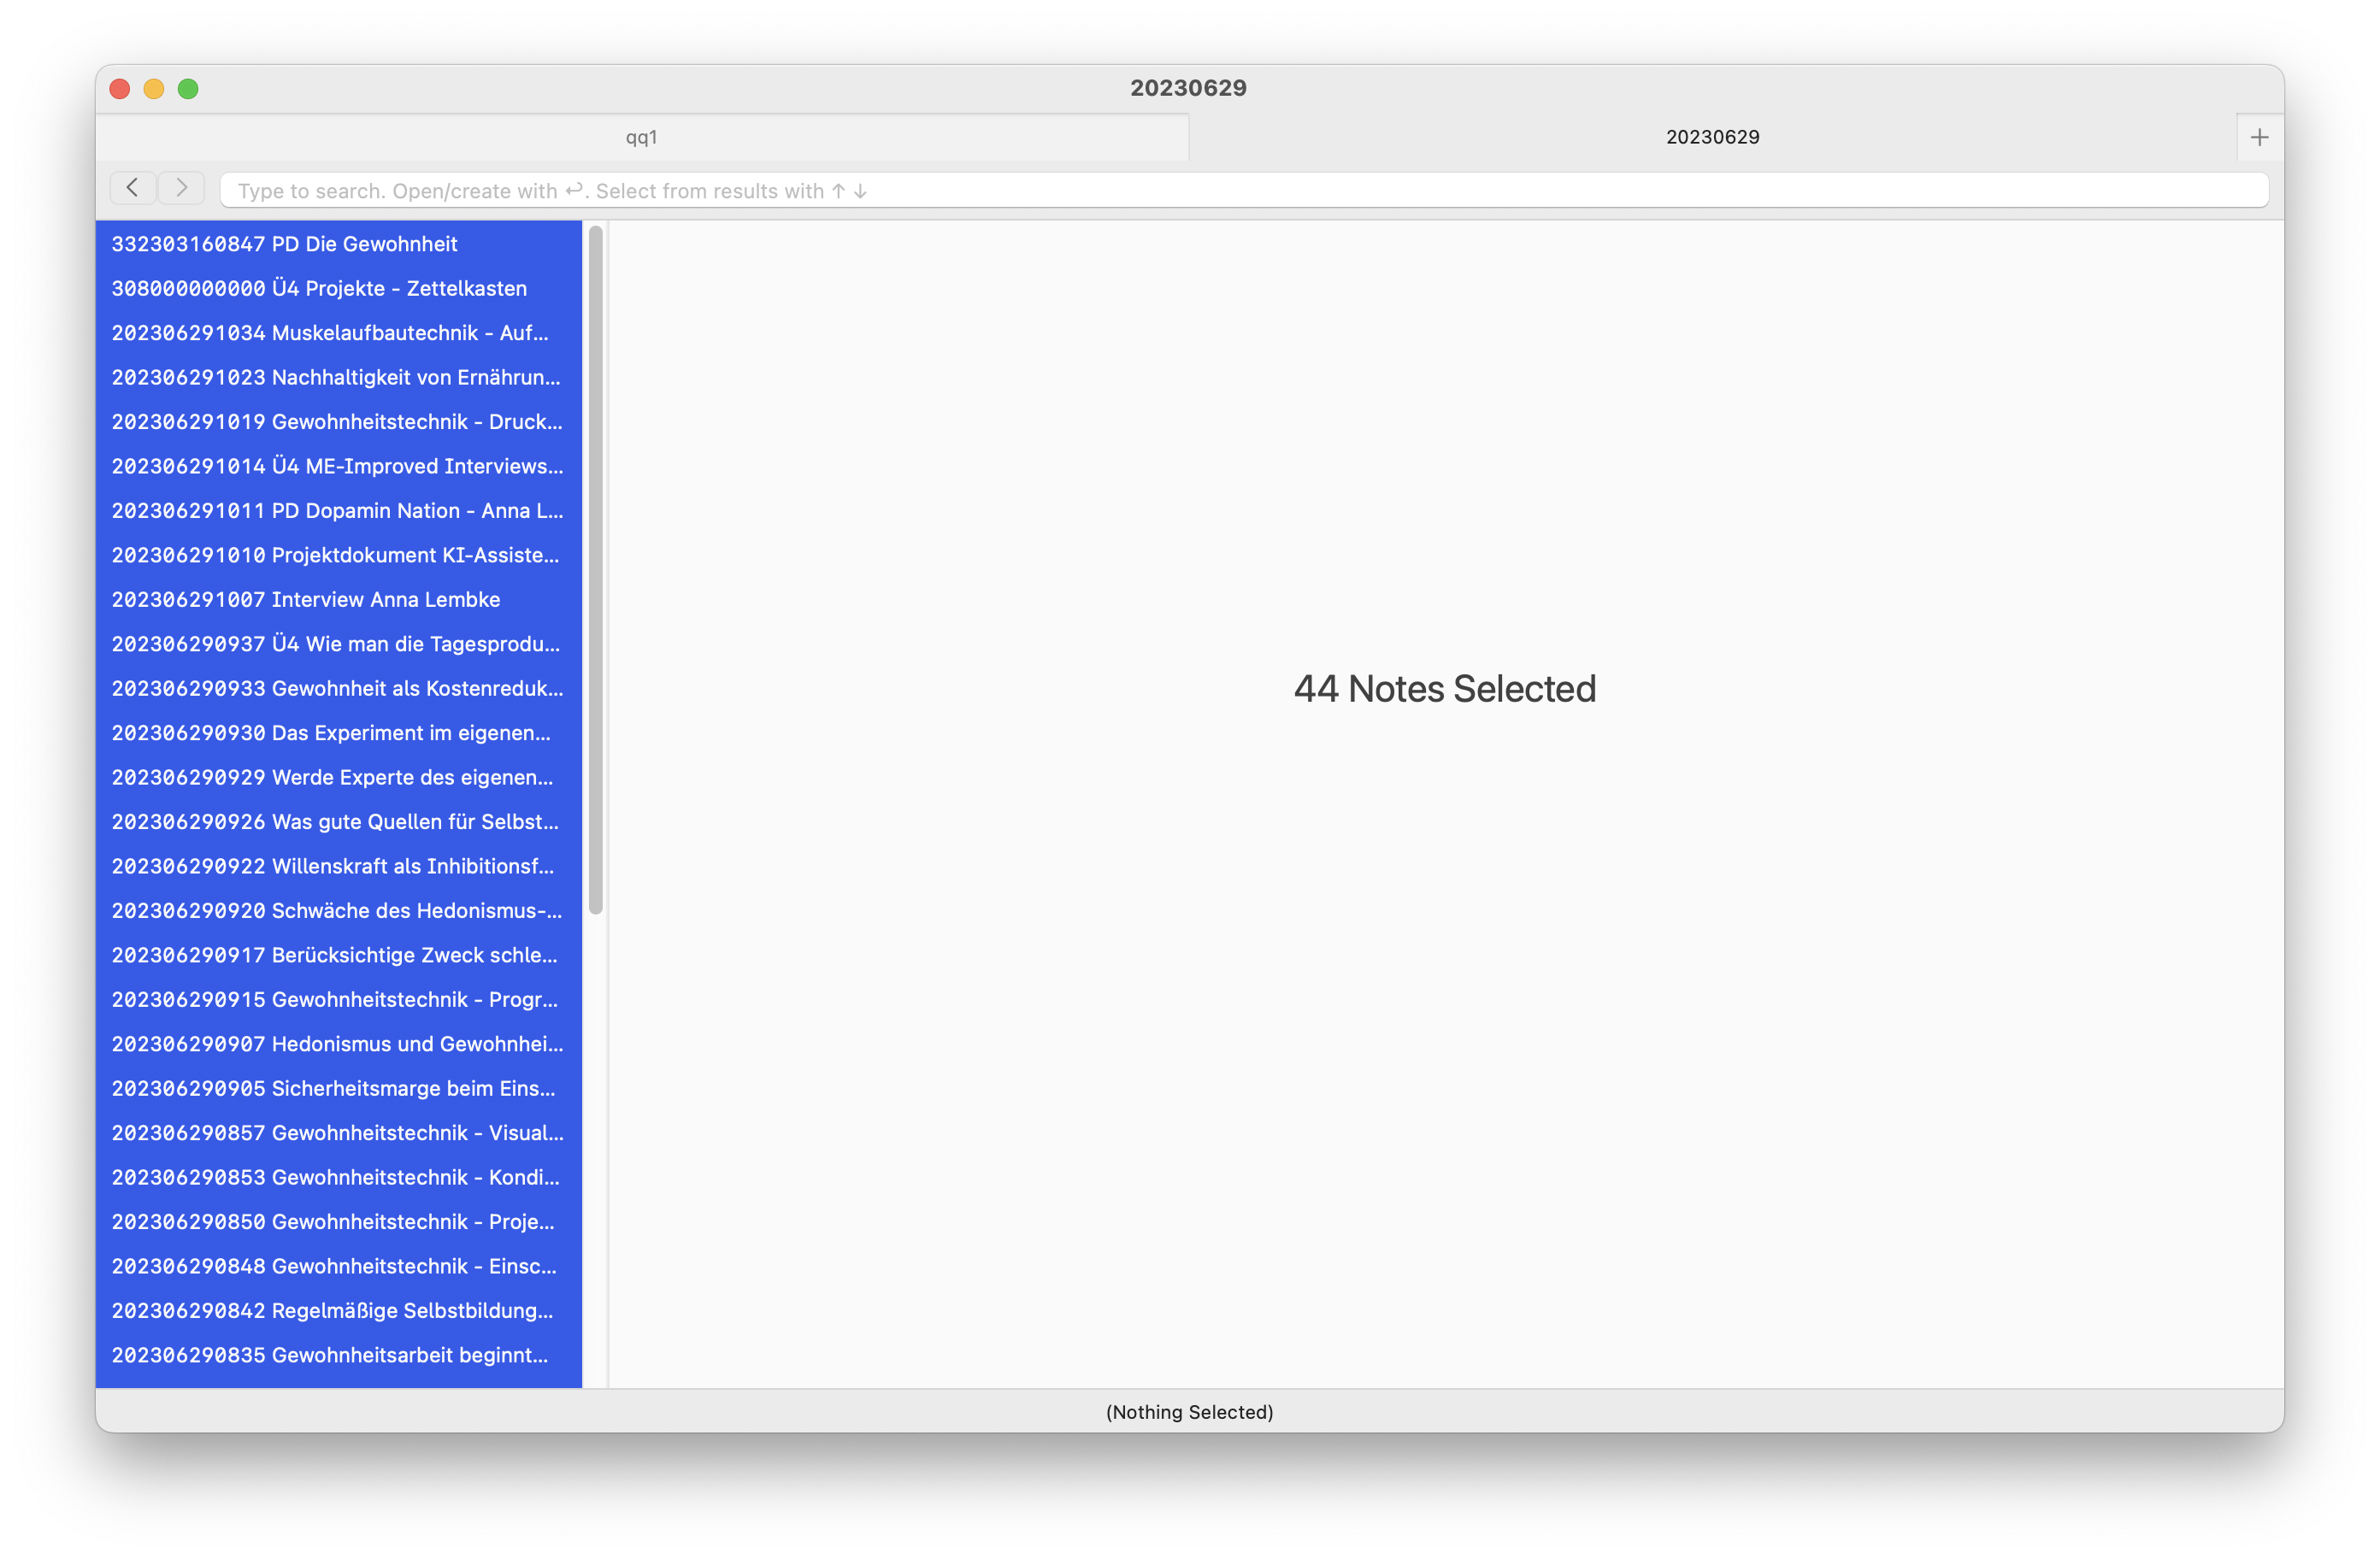 20230629
qq1
20230629
Type to search. Open/create with ↩. Select from results with ↑ ↓
332303160847 PD Die Gewohnheit
308000000000 Ü4 Projekte - Zettelkasten
202306291034 Muskelaufbautechnik - Auf...
202306291023 Nachhaltigkeit von Ernährun...
202306291019 Gewohnheitstechnik - Druck...
202306291014 Ü4 ME-Improved Interviews...
202306291011 PD Dopamin Nation - Anna L...
202306291010 Projektdokument KI-Assiste...
202306291007 Interview Anna Lembke
202306290937 Ü4 Wie man die Tagesprodu...
202306290933 Gewohnheit als Kostenreduk...
202306290930 Das Experiment im eigenen...
202306290929 Werde Experte des eigenen...
202306290926 Was gute Quellen für Selbst...
202306290922 Willenskraft als Inhibitionsf...
202306290920 Schwäche des Hedonismus-...
202306290917 Berücksichtige Zweck schle...
202306290915 Gewohnheitstechnik - Progr...
202306290907 Hedonismus und Gewohnhei...
202306290905 Sicherheitsmarge beim Eins...
202306290857 Gewohnheitstechnik - Visual...
202306290853 Gewohnheitstechnik - Kondi...
202306290850 Gewohnheitstechnik - Proje...
202306290848 Gewohnheitstechnik - Einsc...
202306290842 Regelmäßige Selbstbildung...
202306290835 Gewohnheitsarbeit beginnt...
44 Notes Selected
(Nothing Selected)